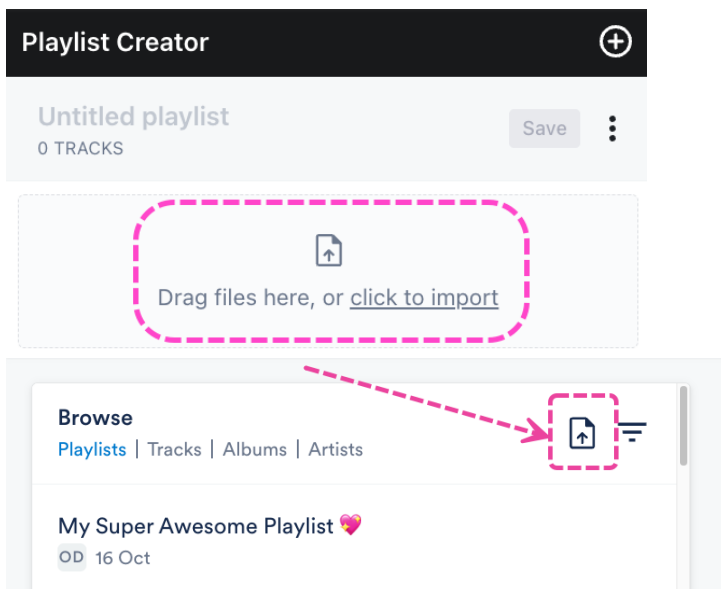 Playlist Creator
Untitled playlist
Save
0 TRACKS
Drag files here, or click to import
Browse
Playlists | Tracks | Albums | Artists
My Super Awesome Playlist 💖
OD 16 Oct